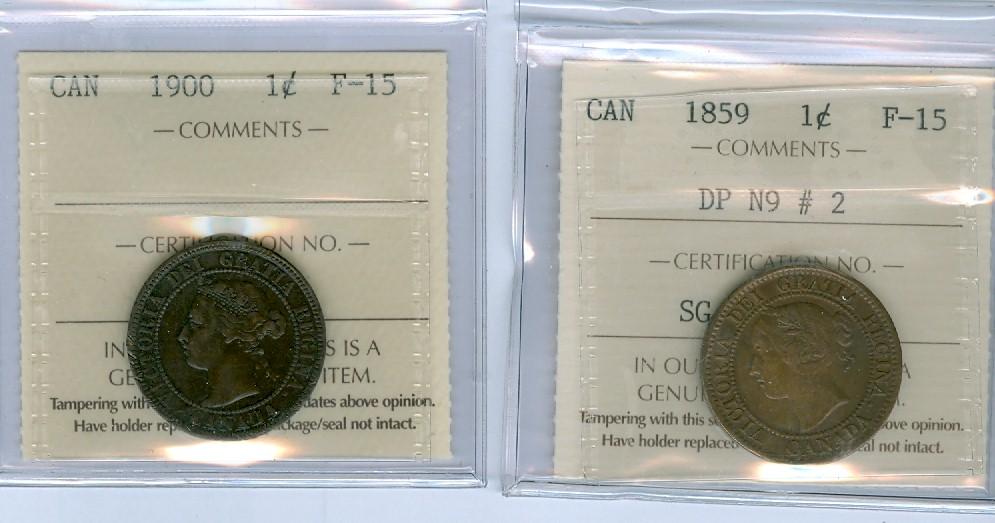 CAN 1900 1¢ F-15
— COMMENTS —
— CERTIFICATION NO. —
IN S IS A
GE ITEM.
Tampering with dates above opinion.
Have holder rep ckage/seal not intact.
DEI GRATIA REGINA
CAN 1859 1¢ F-15
— COMMENTS —
DP N9 # 2
— CERTIFICATION NO. —
SG
IN OU A
GENU
Tampering with this s ove opinion.
Have holder replaced al not intact.
VICTORIA DEI GRATIA REGINA
CANADA